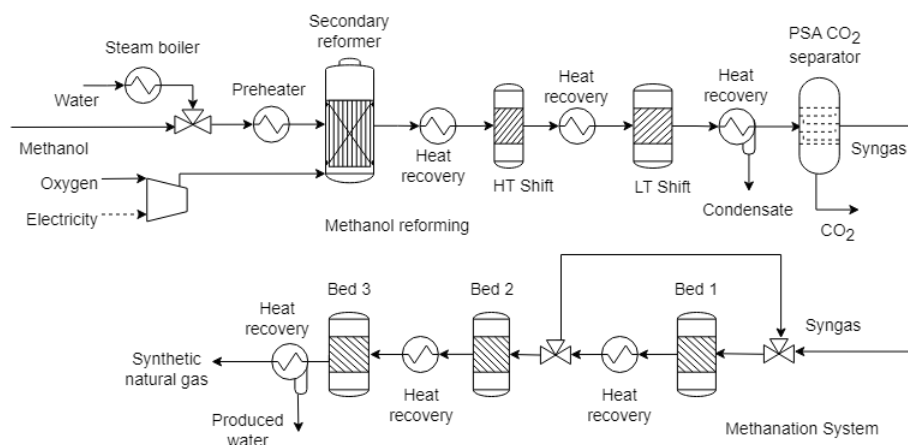 Steam boiler
Water
Methanol
Oxygen
Electricity
Preheater
Secondary
reformer
Heat
recovery
HT Shift
Heat
recovery
LT Shift
Heat
recovery
Condensate
PSA CO2
separator
Syngas
CO2
Methanol reforming
Syngas
Bed 1
Heat
recovery
Bed 2
Heat
recovery
Bed 3
Heat
recovery
Synthetic
natural gas
Produced
water
Methanation System